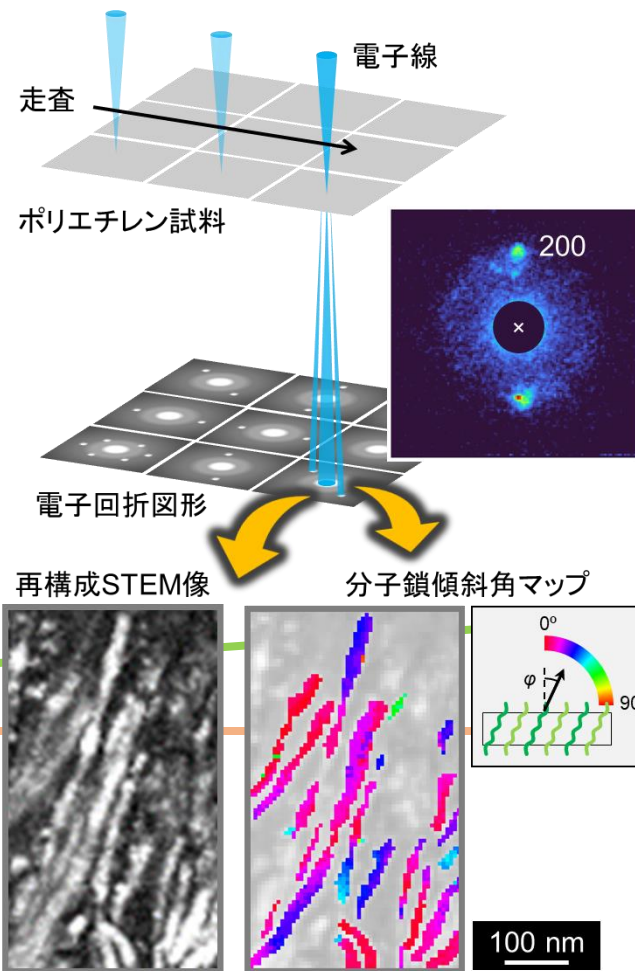 電子線
走査
ポリエチレン試料
200
×
電子回折図形
再構成STEM像
分子鎖傾斜角マップ
0º
φ
90
100 nm